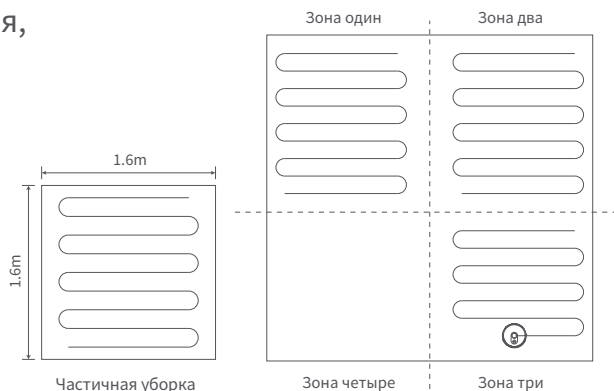 я,
Зона один
Зона два
1.6m
1.6m
Частичная уборка
Зона четыре
Зона три